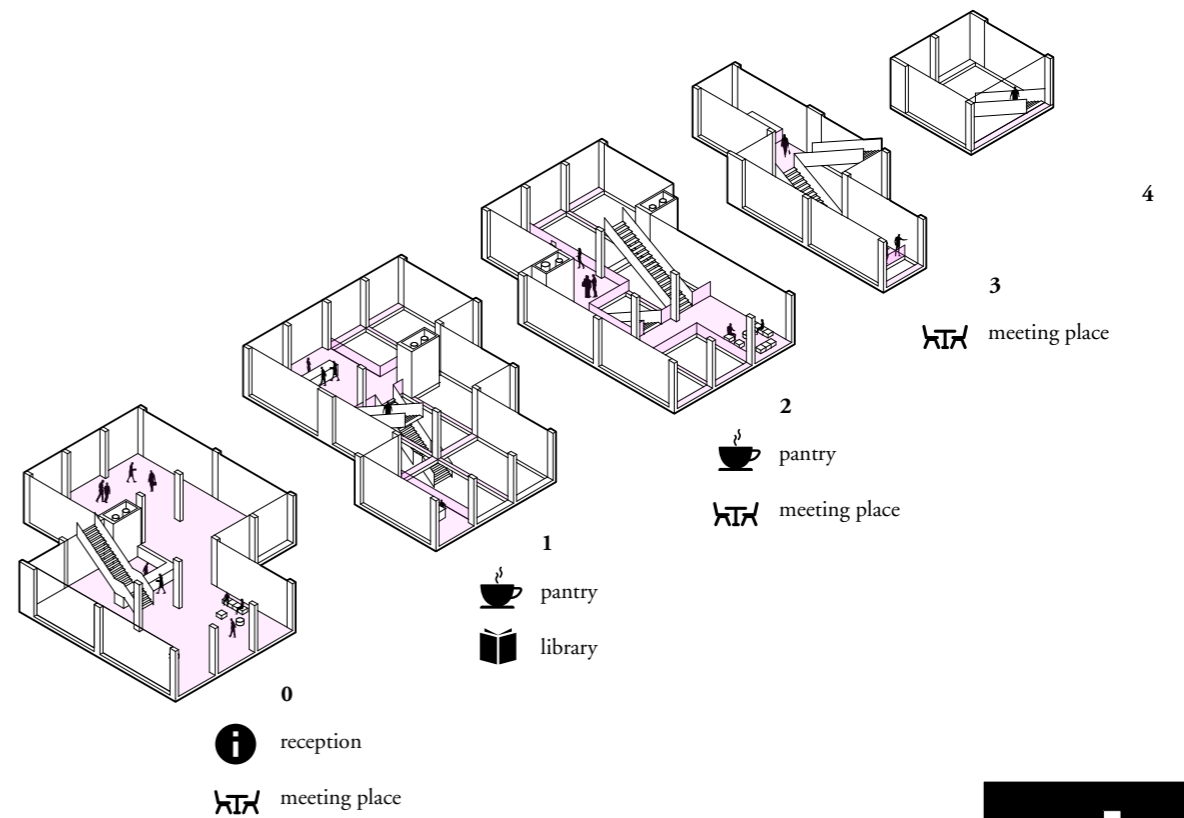 4
3
meeting place
2
pantry
meeting place
1
pantry
library
0
reception
meeting place